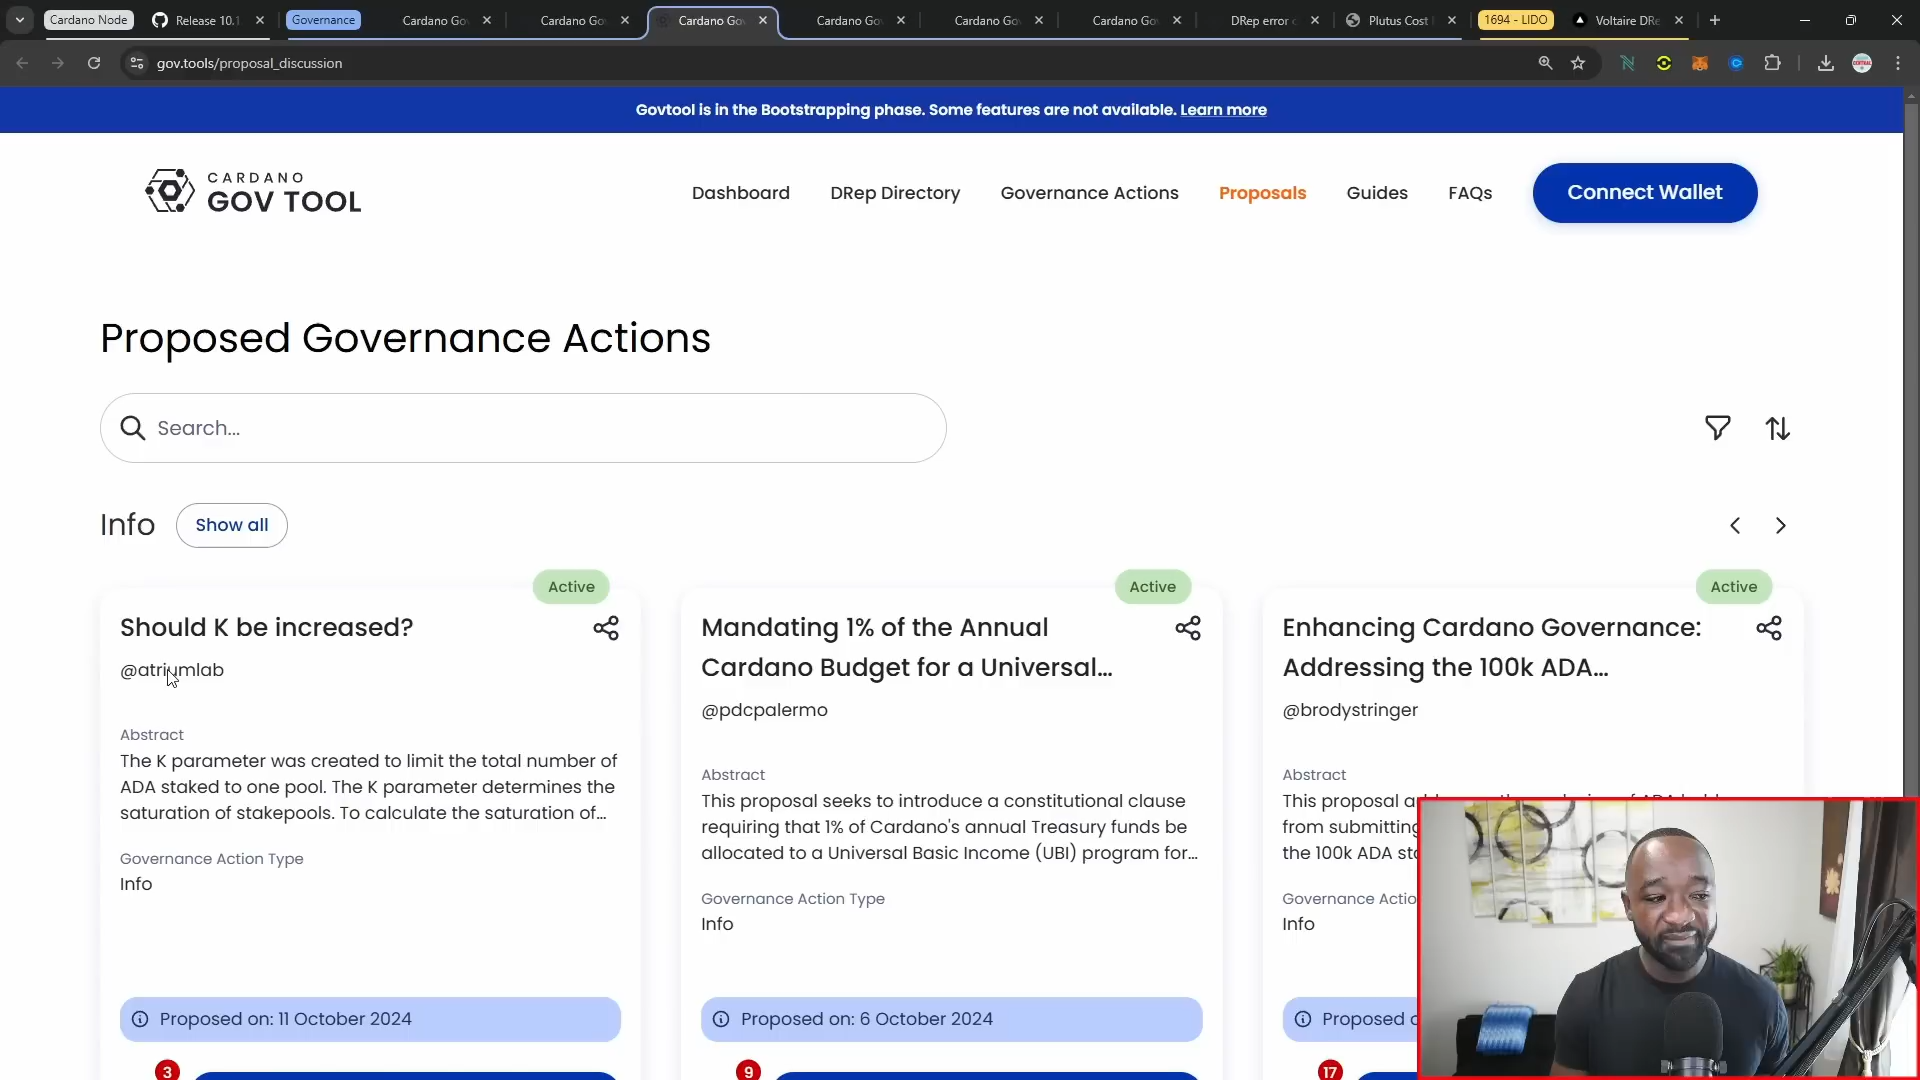 Cardano Node
Release 10.1
Governance
Cardano Go
Cardano Go
Cardano Go
Cardano Go
Cardano Go
Cardano Go
DRep error
Plutus Cost
1694 - LIDO
Voltaire DRe
gov.tools/proposal_discussion
Govtool is in the Bootstrapping phase. Some features are not available. Learn more
CARDANO
GOV TOOL
Dashboard
DRep Directory
Governance Actions
Proposals
Guides
FAQs
Connect Wallet
Proposed Governance Actions
Search...
Info
Show all
Active
Should K be increased?
@atriumlab
Abstract
The K parameter was created to limit the total number of
ADA staked to one pool. The K parameter determines the
saturation of stakepools. To calculate the saturation of...
Governance Action Type
Info
Proposed on: 11 October 2024
3
Active
Mandating 1% of the Annual
Cardano Budget for a Universal...
@pdcpalermo
Abstract
This proposal seeks to introduce a constitutional clause
requiring that 1% of Cardano's annual Treasury funds be
allocated to a Universal Basic Income (UBI) program for...
Governance Action Type
Info
Proposed on: 6 October 2024
9
Active
Enhancing Cardano Governance:
Addressing the 100k ADA...
@brodystringer
Abstract
This proposal
from submitting
the 100k ADA
Governance Actio
Info
Proposed
17